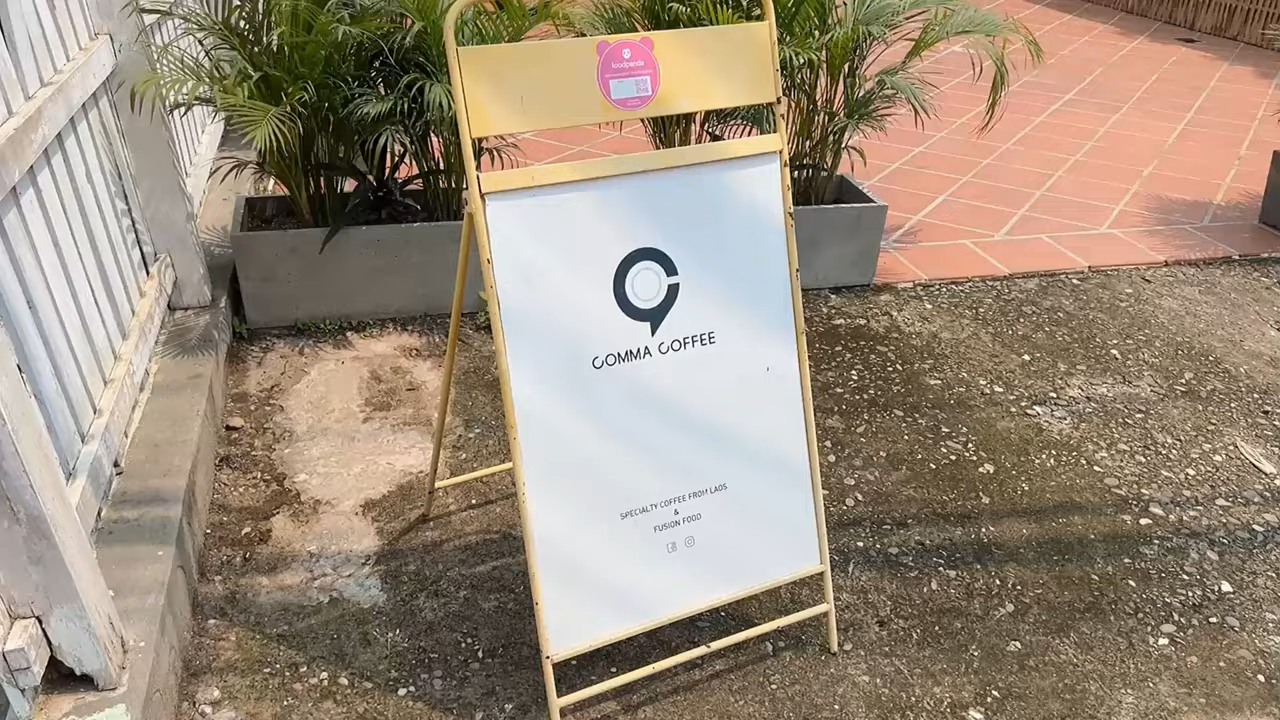 foodpanda
COMMA COFFEE
SPECIALTY COFFEE FROM LAOS
&
FUSION FOOD